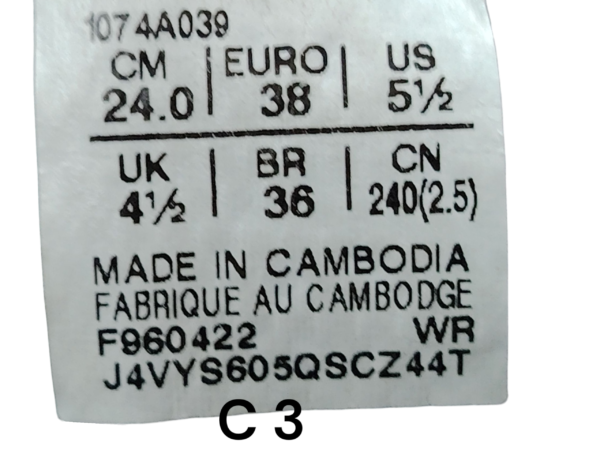 1074A039
CM | EURO | US
24.0 | 38 | 5½
UK | BR | CN
4½ | 36 | 240(2.5)
MADE IN CAMBODIA
FABRIQUE AU CAMBODGE
F960422 WR
J4VYS605QSCZ44T
C 3